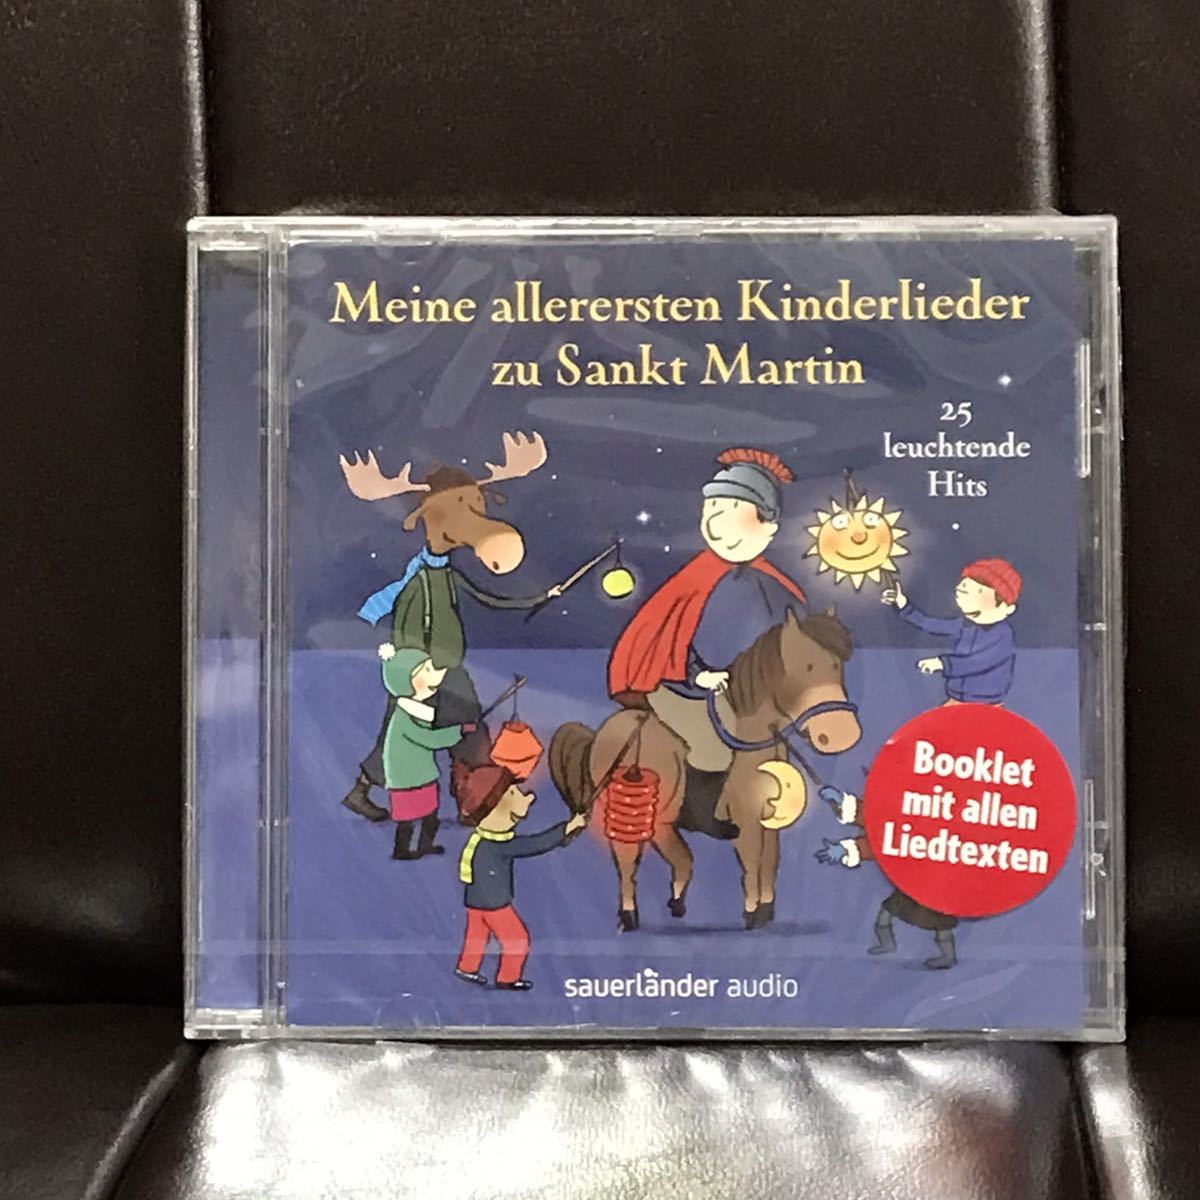 Meine allerersten Kinderlieder
zu Sankt Martin
25
leuchtende
Hits
Booklet
mit allen
Liedtexten
sauerländer audio